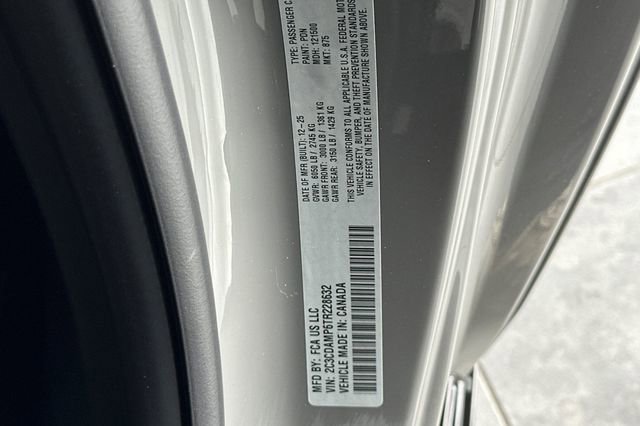 MFD BY: FCA US LLC
VIN: 2C3CDAMP6TR228632
VEHICLE MADE IN: CANADA
DATE OF MFR (BUILT): 12-25
GVWR: 6050 LB / 2745 KG
GAWR FRONT: 3000 LB / 1361 KG
GAWR REAR: 3150 LB / 1429 KG
THIS VEHICLE CONFORMS TO ALL APPLICABLE U.S.A. FEDERAL MOTOR
VEHICLE SAFETY, BUMPER, AND THEFT PREVENTION STANDARDS
IN EFFECT ON THE DATE OF MANUFACTURE SHOWN ABOVE.
TYPE: PASSENGER C
PAINT: PDN
MDH: 121500
MKT: 875